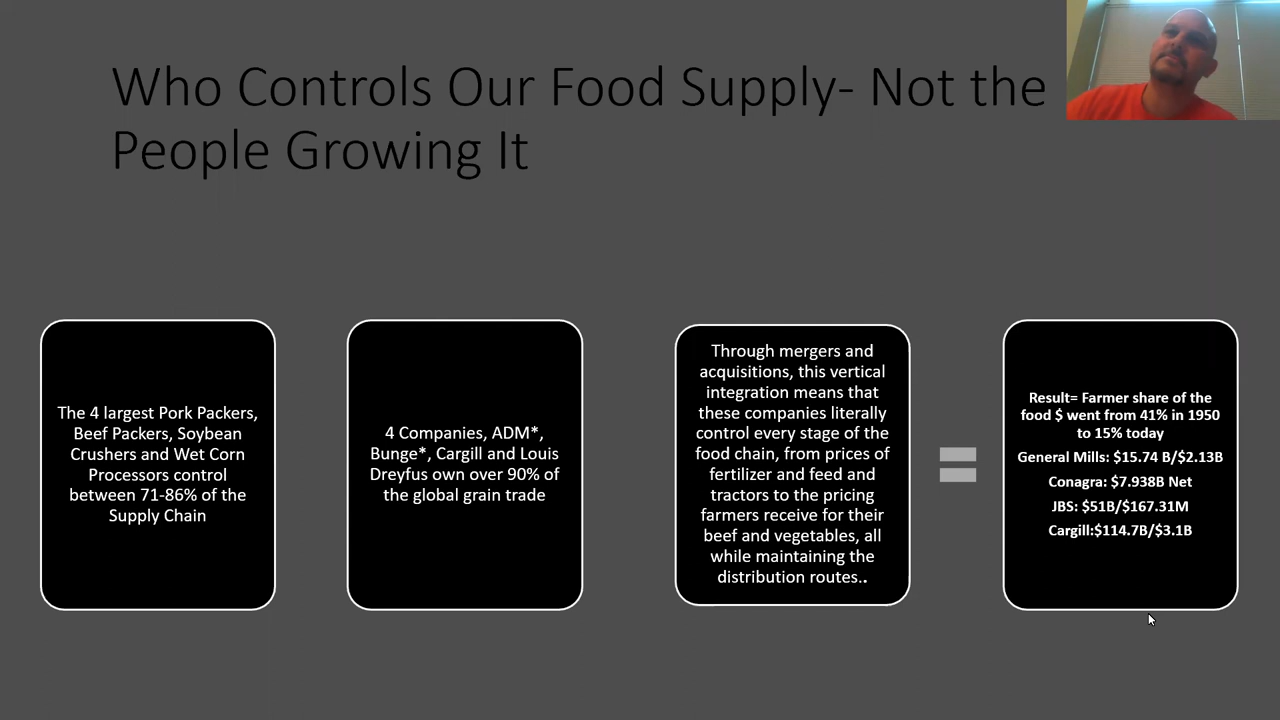 Who Controls Our Food Supply- Not the
People Growing It
The 4 largest Pork Packers,
Beef Packers, Soybean
Crushers and Wet Corn
Processors control
between 71-86% of the
Supply Chain
4 Companies, ADM*,
Bunge*, Cargill and Louis
Dreyfus own over 90% of
the global grain trade
Through mergers and
acquisitions, this vertical
integration means that
these companies literally
control every stage of the
food chain, from prices of
fertilizer and feed and
tractors to the pricing
farmers receive for their
beef and vegetables, all
while maintaining the
distribution routes..
=
Result= Farmer share of the
food $ went from 41% in 1950
to 15% today
General Mills: $15.74 B/$2.13B
Conagra: $7.938B Net
JBS: $51B/$167.31M
Cargill:$114.7B/$3.1B